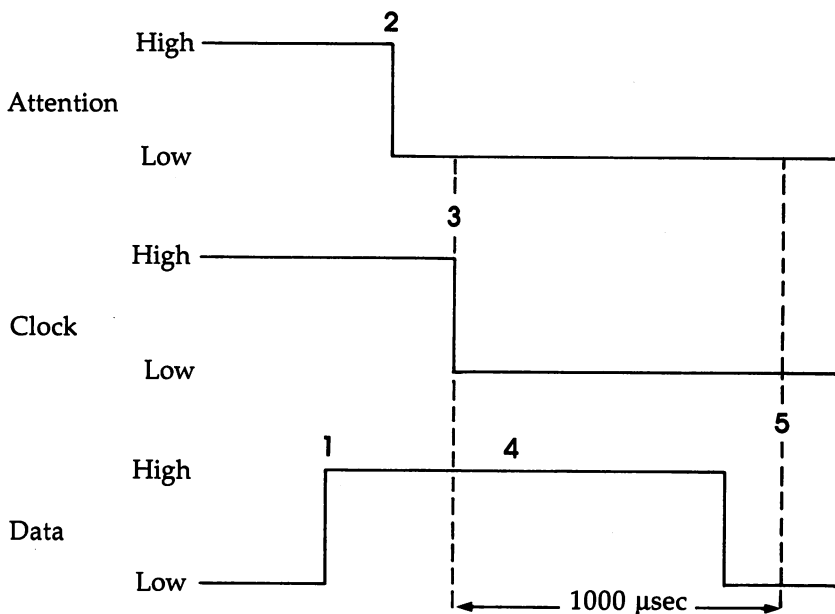 2
High
Attention
Low
3
High
Clock
Low
5
1
4
High
Data
Low
1000 µsec